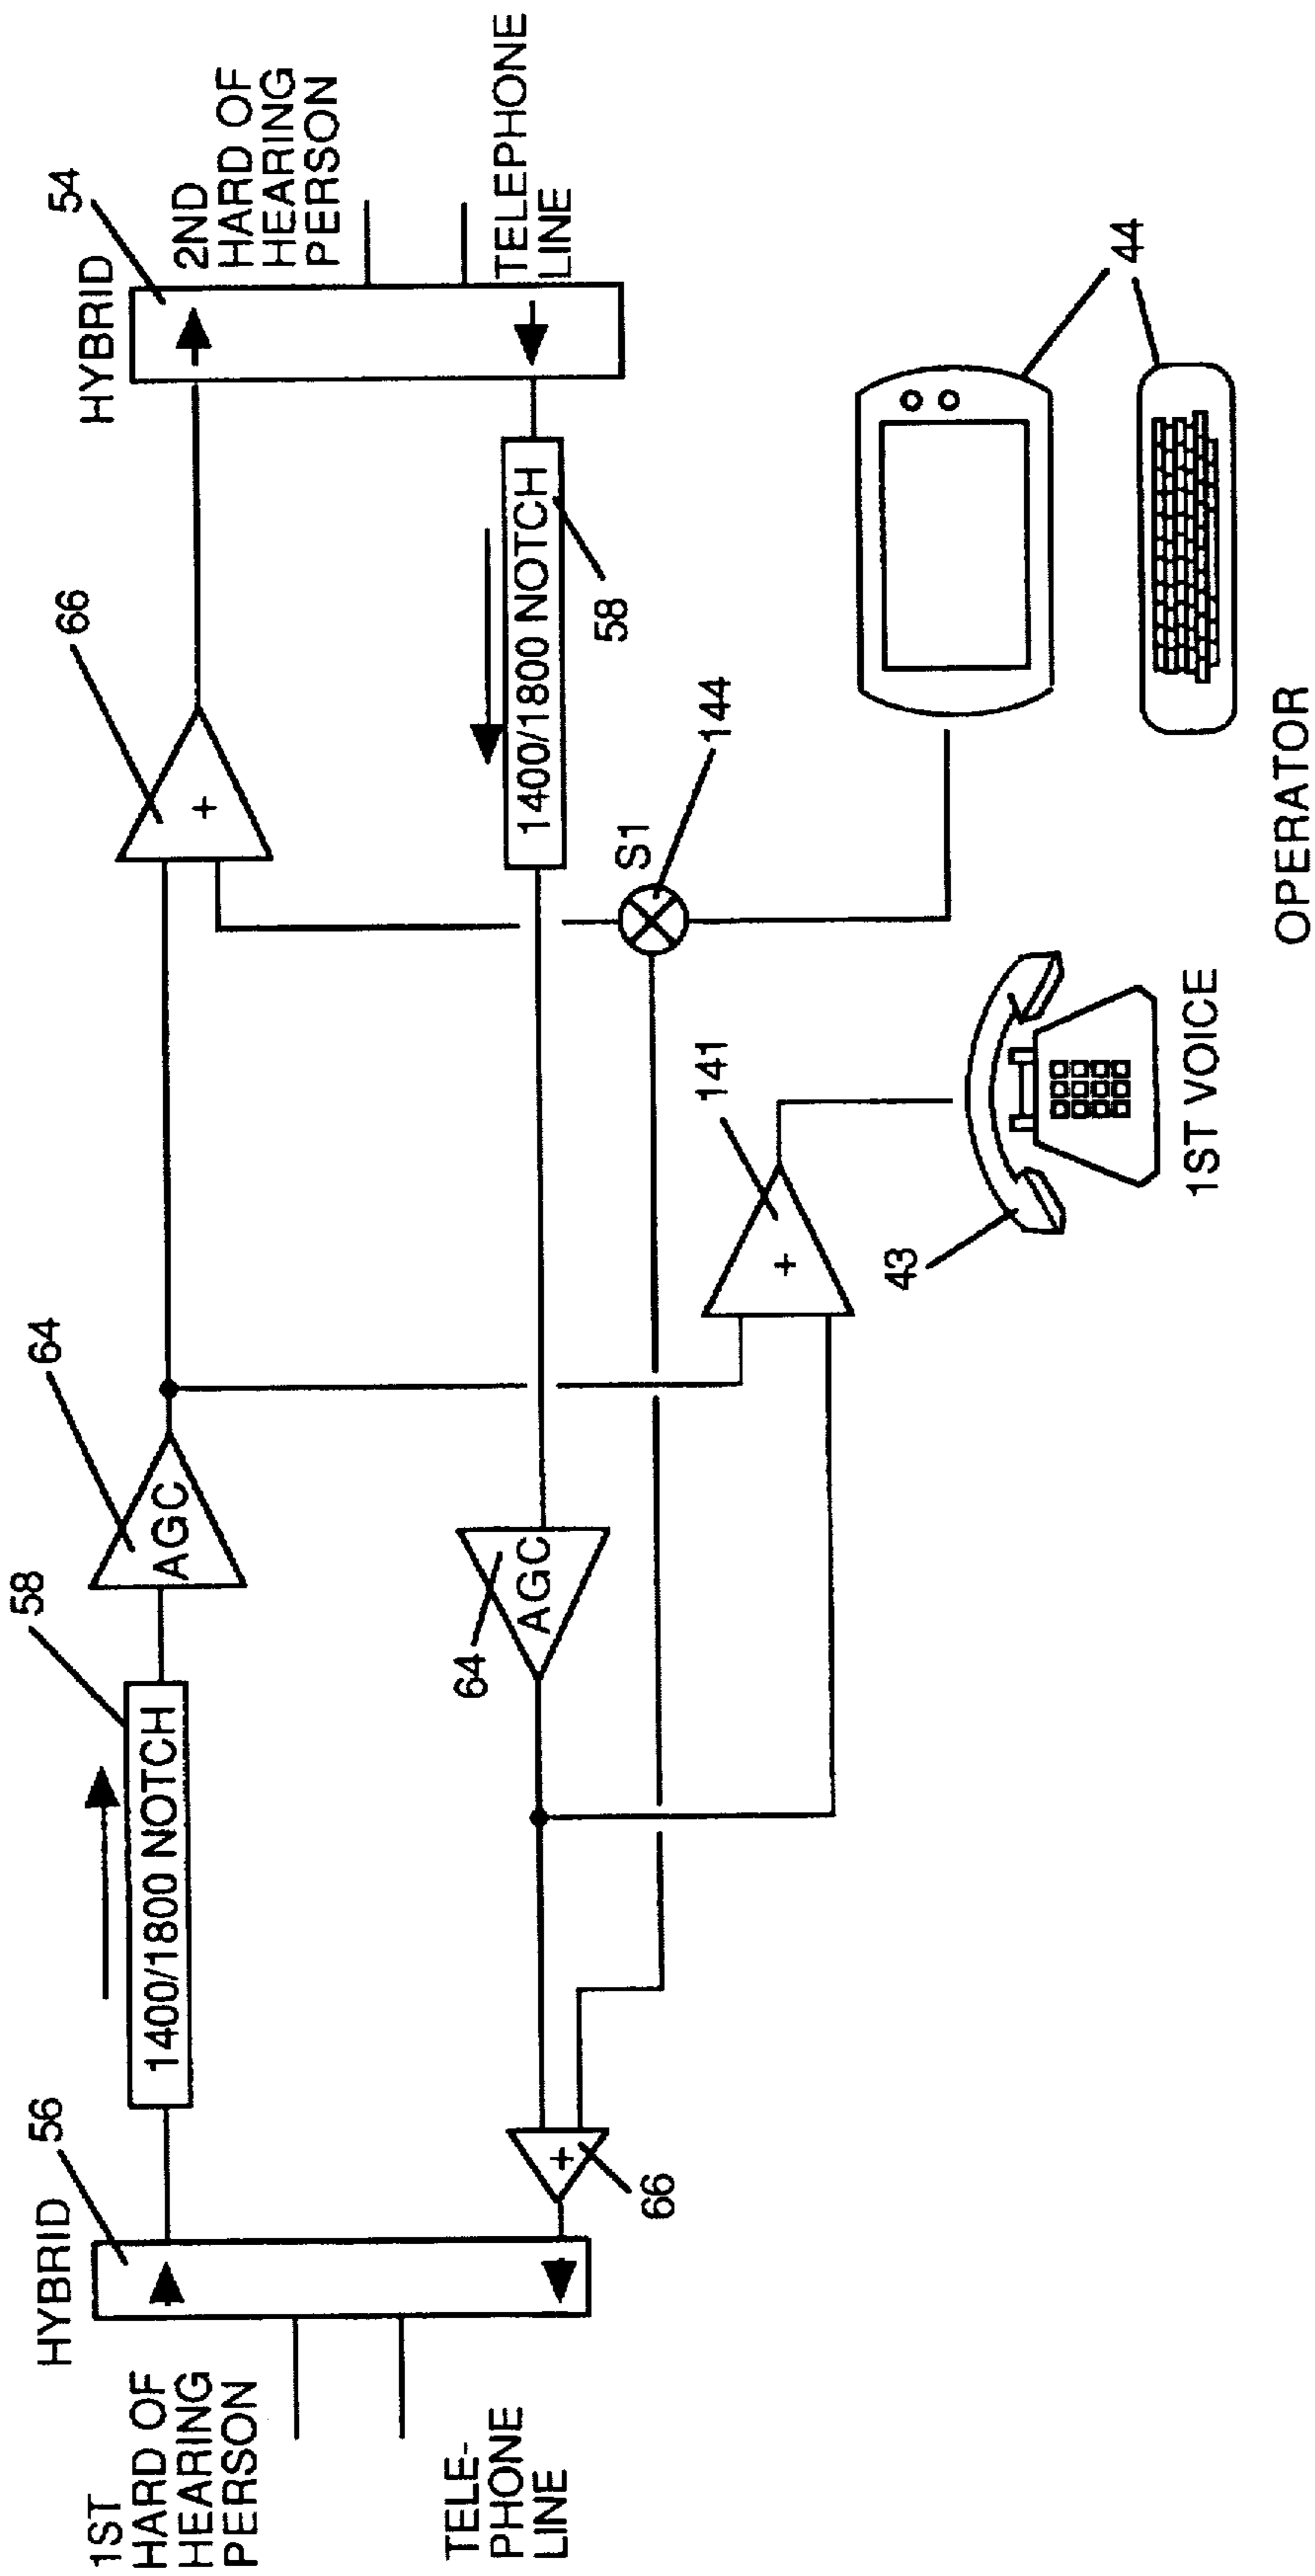 1ST
HARD OF
HEARING
PERSON
TELE-
PHONE
LINE
HYBRID
56
1400/1800 NOTCH
58
AGC
64
+
66
HYBRID
54
2ND
HARD OF
HEARING
PERSON
TELEPHONE
LINE
+
66
AGC
64
1400/1800 NOTCH
58
+
141
S1
144
43
1ST VOICE
44
OPERATOR